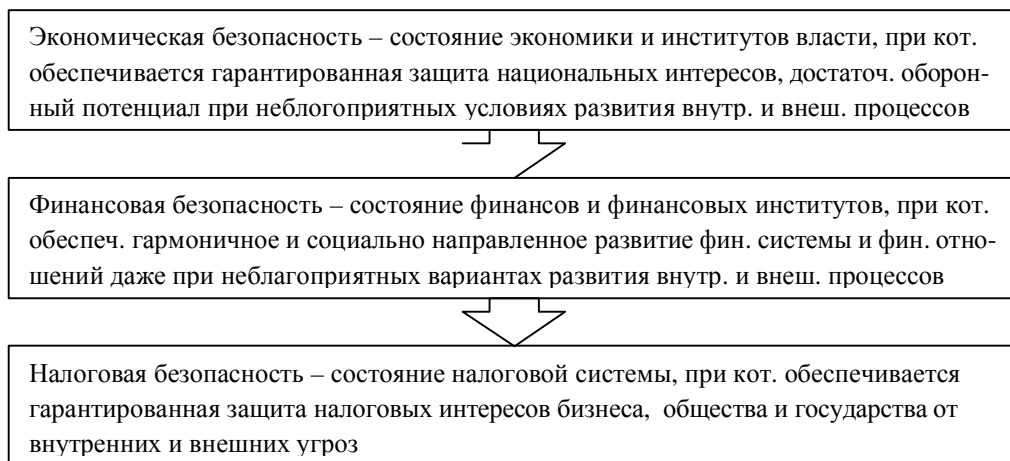 Экономическая безопасность – состояние экономики и институтов власти, при кот.
обеспечивается гарантированная защита национальных интересов, достаточ. оборон-
ный потенциал при неблогоприятных условиях развития внутр. и внеш. процессов
Финансовая безопасность – состояние финансов и финансовых институтов, при кот.
обеспеч. гармоничное и социально направленное развитие фин. системы и фин. отно-
шений даже при неблагоприятных вариантах развития внутр. и внеш. процессов
Налоговая безопасность – состояние налоговой системы, при кот. обеспечивается
гарантированная защита налоговых интересов бизнеса, общества и государства от
внутренних и внешних угроз